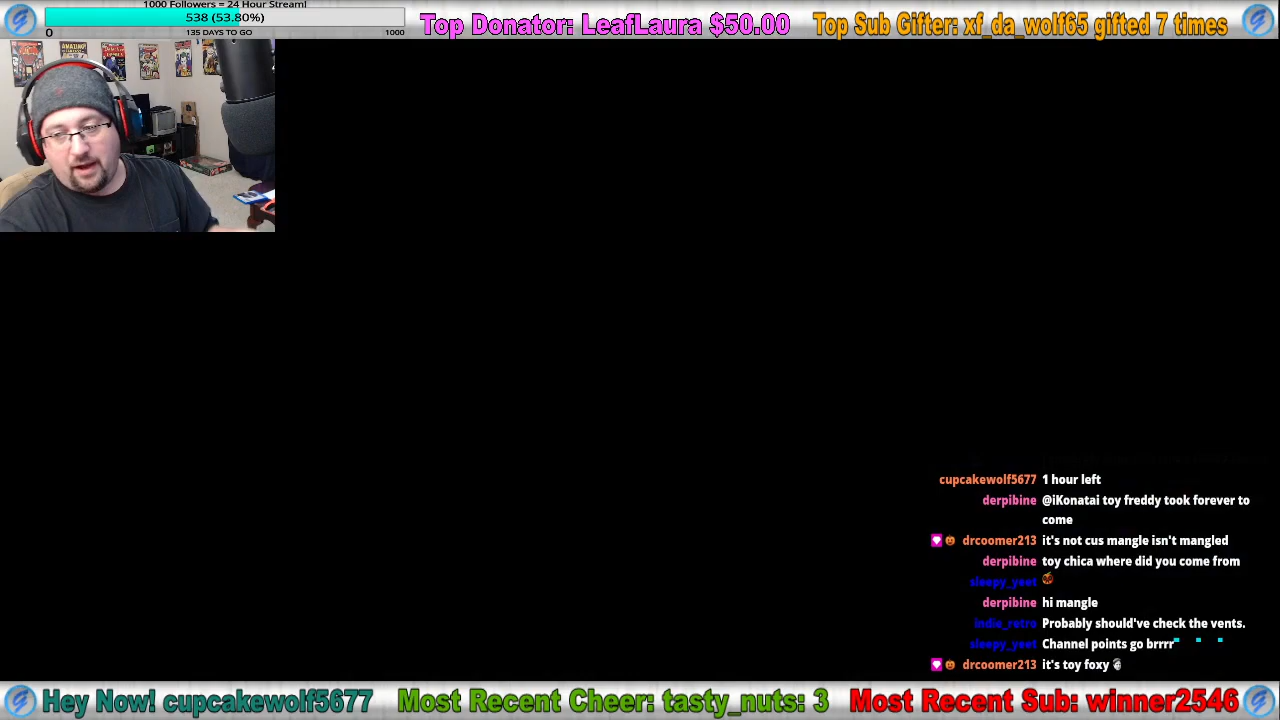 1000 Followers = 24 Hour Stream!
538 (53.80%)
0
135 DAYS TO GO
1000
Top Donator: LeafLaura $50.00
Top Sub Gifter: xf_da_wolf65 gifted 7 times
cupcakewolf5677 1 hour left
derpibine @iKonatai toy freddy took forever to
come
drcoomer213 it's not cus mangle isn't mangled
derpibine toy chica where did you come from
sleepy_yeet
derpibine hi mangle
indie_retro Probably should've check the vents.
sleepy_yeet Channel points go brrrr
drcoomer213 it's toy foxy
Hey Now! cupcakewolf5677
Most Recent Cheer: tasty_nuts: 3
Most Recent Sub: winner2546